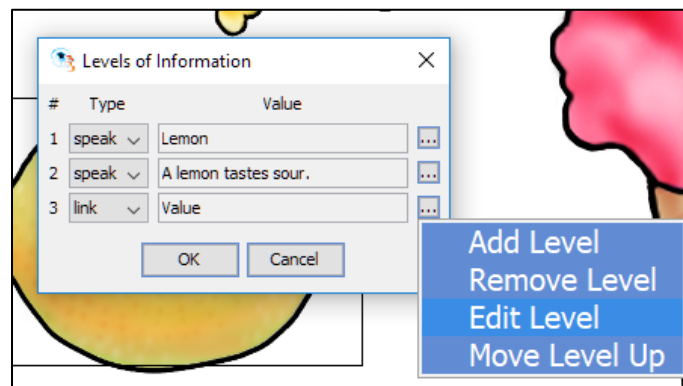 Levels of Information
# Type Value
1 speak Lemon ...
2 speak A lemon tastes sour. ...
3 link Value ...
OK Cancel
Add Level
Remove Level
Edit Level
Move Level Up